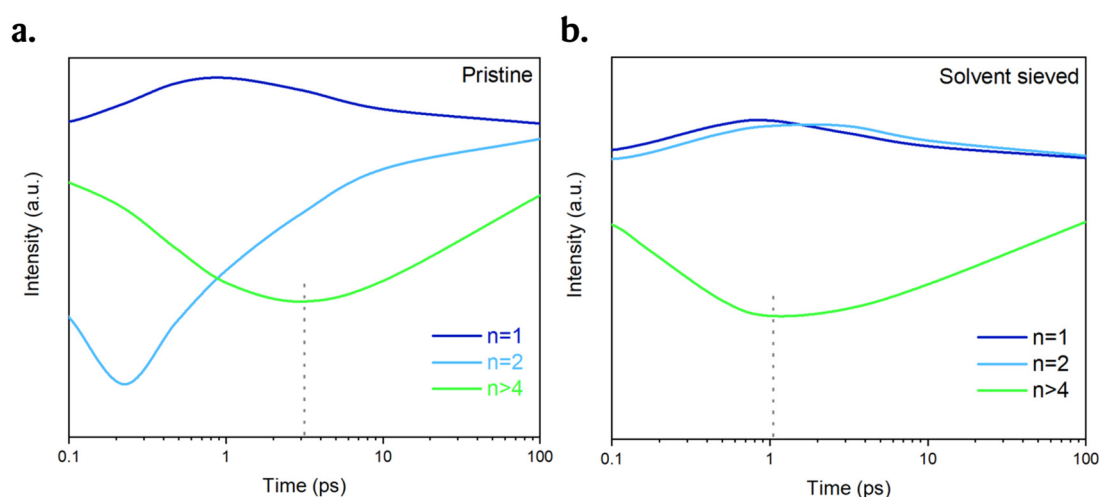 a.
Pristine
Intensity (a.u.)
n=1
n=2
n>4
0.1
1
10
100
Time (ps)
b.
Solvent sieved
Intensity (a.u.)
n=1
n=2
n>4
0.1
1
10
100
Time (ps)